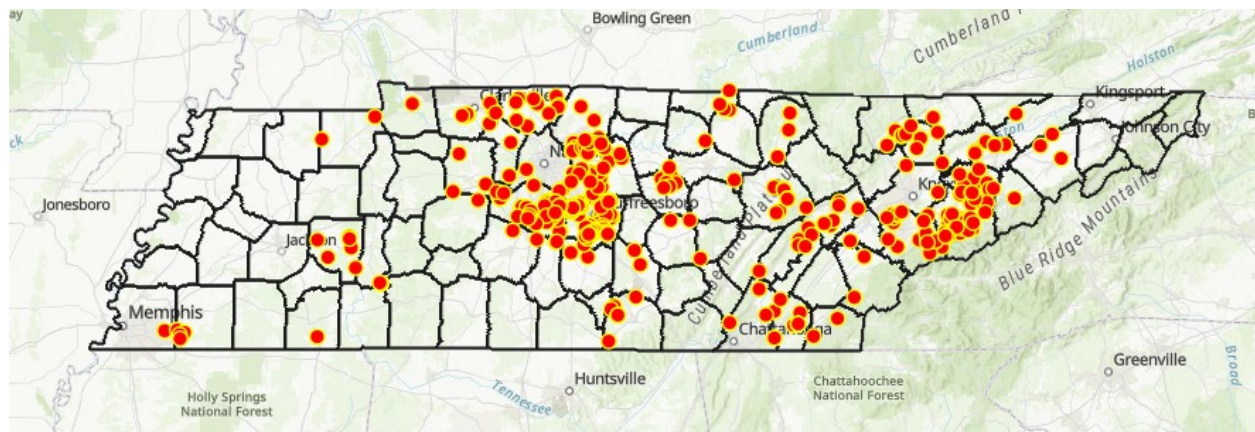 ay
Bowling Green
Cumberland
Cumberland
Holston
Kingsport
Johnson City
Jonesboro
Jackson
Blue Ridge Mountains
Cumberland Plateau
Memphis
Huntsville
Tennessee
Holly Springs
National Forest
Chattahoochee
National Forest
Greenville
Broad